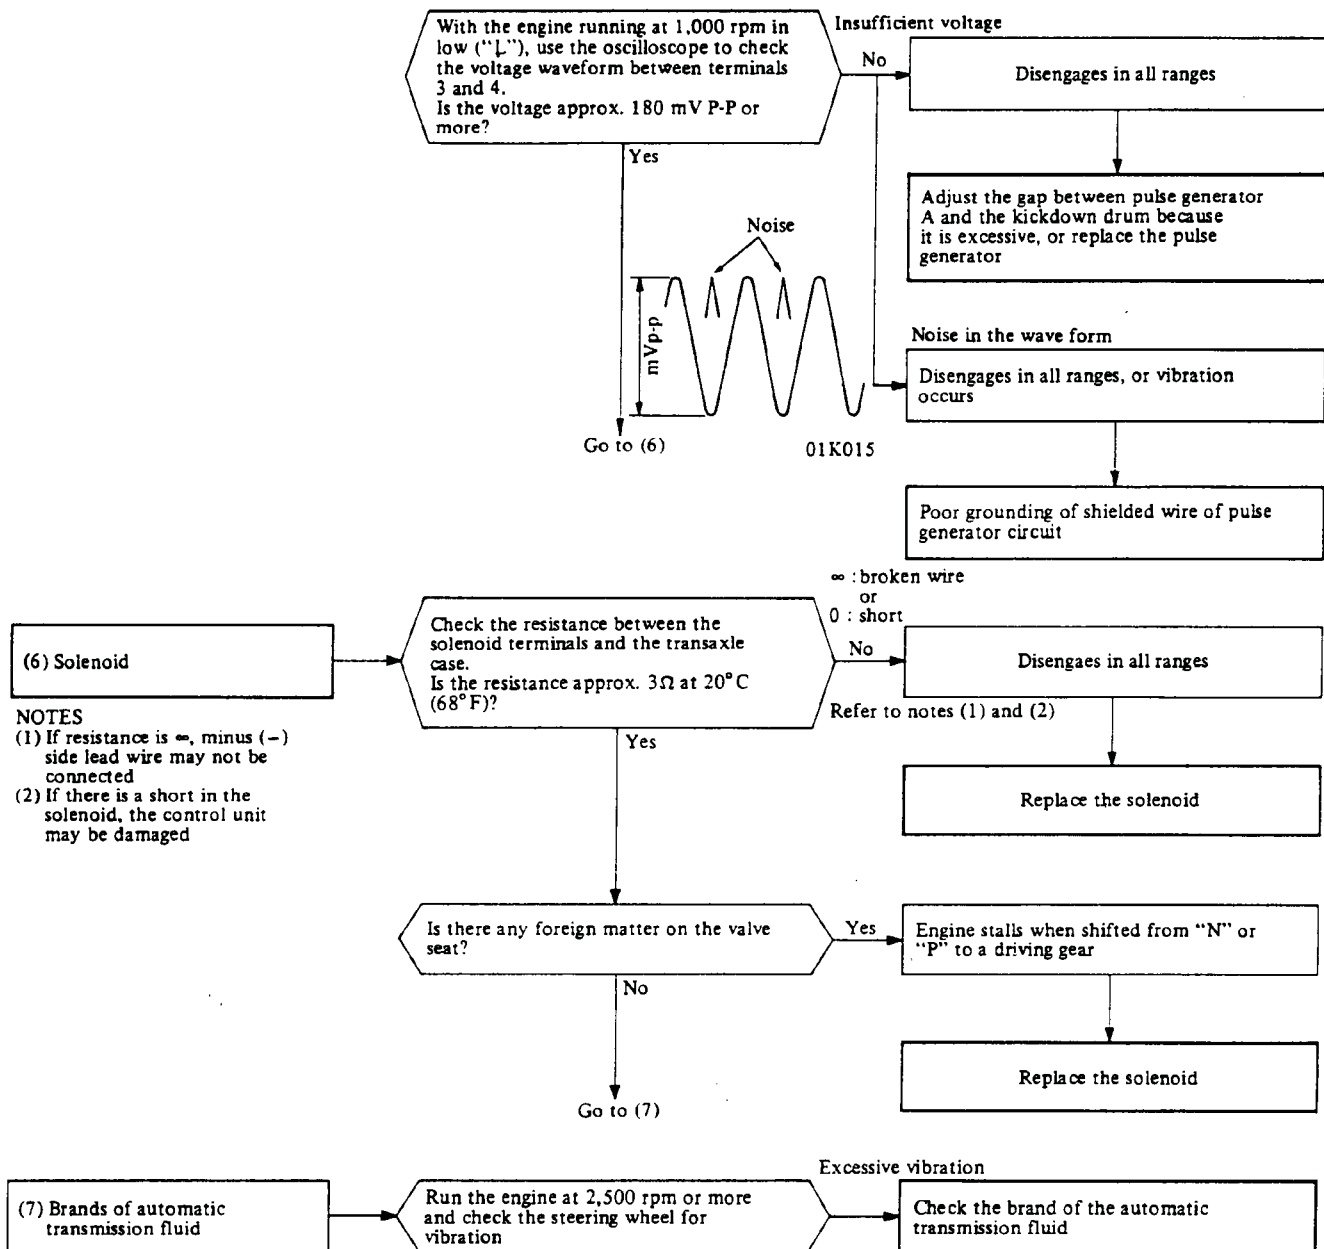 With the engine running at 1,000 rpm in
low ("L"), use the oscilloscope to check
the voltage waveform between terminals
3 and 4.
Is the voltage approx. 180 mV P-P or
more?
Insufficient voltage
No
Disengages in all ranges
Yes
Adjust the gap between pulse generator
A and the kickdown drum because
it is excessive, or replace the pulse
generator
Noise
mVp-p
Noise in the wave form
Disengages in all ranges, or vibration
occurs
Go to (6)
01K015
Poor grounding of shielded wire of pulse
generator circuit
∞ : broken wire
or
0 : short
(6) Solenoid
Check the resistance between the
solenoid terminals and the transaxle
case.
Is the resistance approx. 3Ω at 20°C
(68°F)?
No
Disengaes in all ranges
Refer to notes (1) and (2)
NOTES
(1) If resistance is ∞, minus (-)
side lead wire may not be
connected
(2) If there is a short in the
solenoid, the control unit
may be damaged
Yes
Replace the solenoid
Is there any foreign matter on the valve
seat?
Yes
Engine stalls when shifted from "N" or
"P" to a driving gear
No
Replace the solenoid
Go to (7)
(7) Brands of automatic
transmission fluid
Run the engine at 2,500 rpm or more
and check the steering wheel for
vibration
Excessive vibration
Check the brand of the automatic
transmission fluid